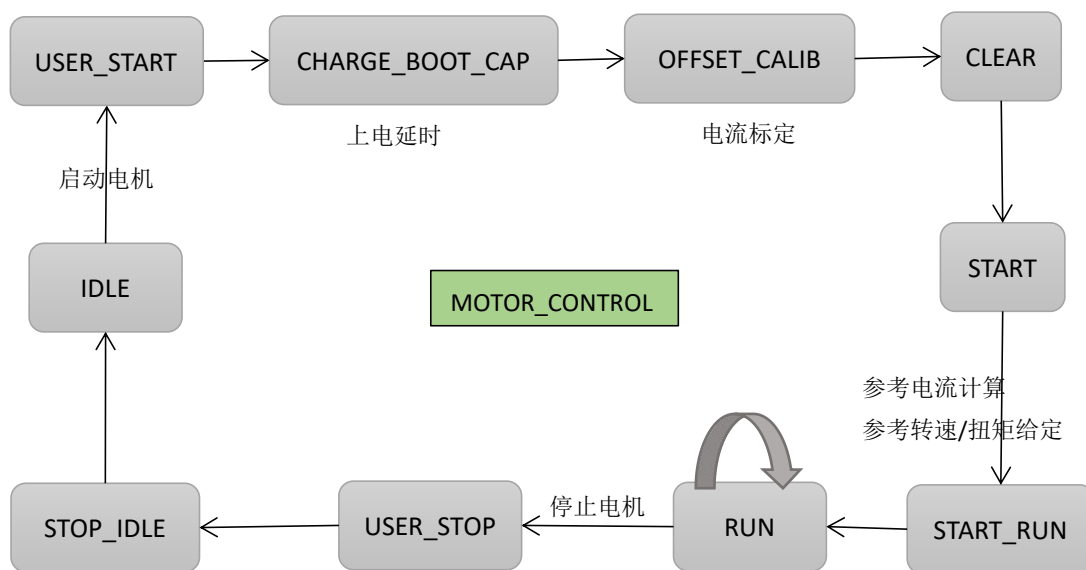 USER_START
CHARGE_BOOT_CAP
OFFSET_CALIB
CLEAR
上电延时
电流标定
启动电机
IDLE
MOTOR_CONTROL
START
参考电流计算
参考转速/扭矩给定
STOP_IDLE
USER_STOP
停止电机
RUN
START_RUN